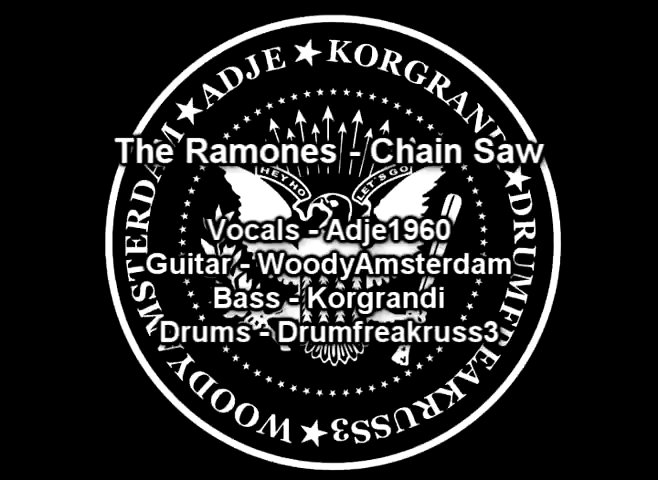 ADJE ★ KORGRANDI ★ DRUMFREAKRUSS3 ★ WOODYAMSTERDAM ★
The Ramones - Chain Saw
HEY HO LET'S GO
Vocals - Adje1960
Guitar - WoodyAmsterdam
Bass - Korgrandi
Drums - Drumfreakruss3